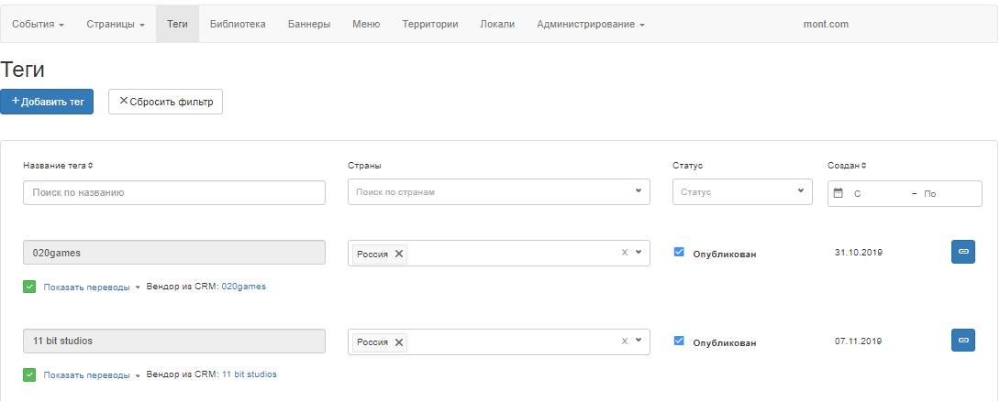 События Страницы Теги Библиотека Баннеры Меню Территории Локали Администрирование mont.com
Теги
+Добавить тег ×Сбросить фильтр
Название тега Страны Статус Создан
Поиск по названию Поиск по странам Статус С – По
020games Россия × × Опубликован 31.10.2019
Показать переводы Вендор из CRM: 020games
11 bit studios Россия × × Опубликован 07.11.2019
Показать переводы Вендор из CRM: 11 bit studios